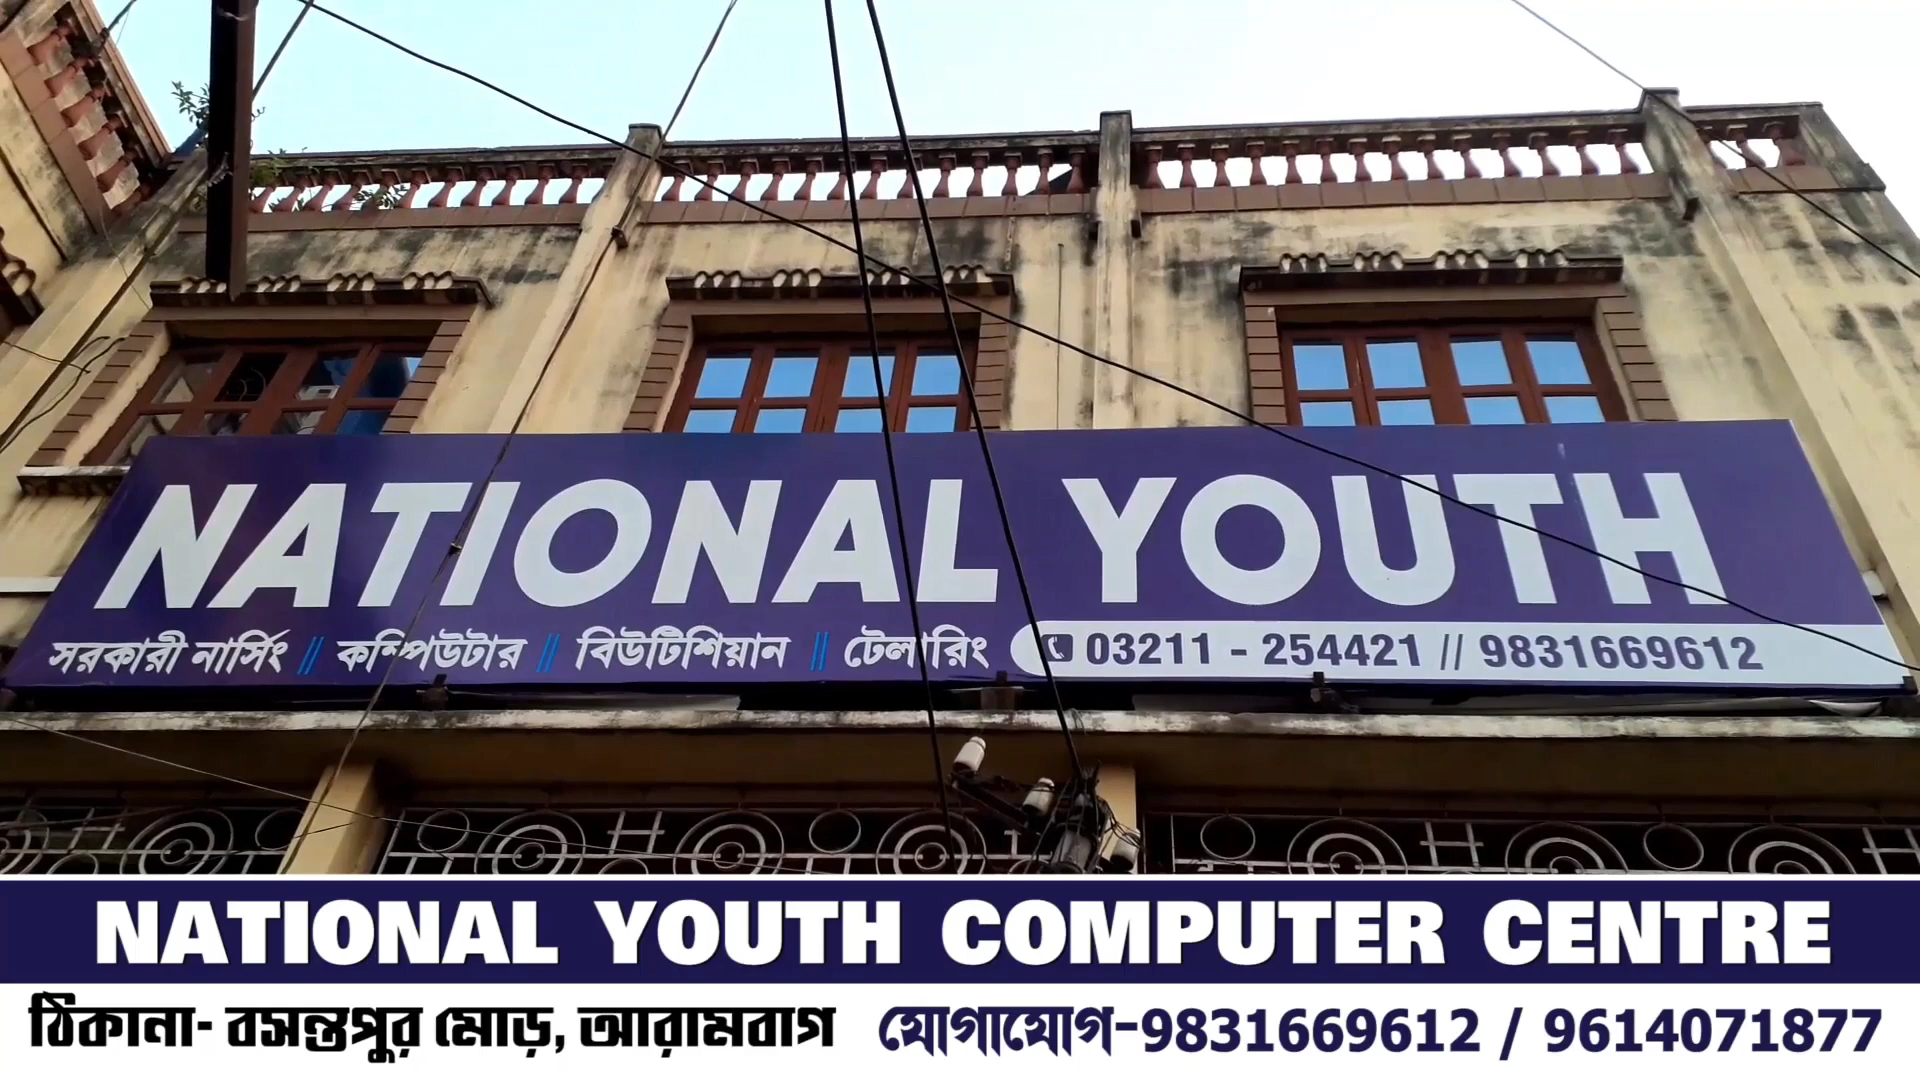 NATIONAL YOUTH
সরকারী নার্সিং // কম্পিউটার // বিউটিশিয়ান // টেলারিং 03211 - 254421 // 9831669612
NATIONAL YOUTH COMPUTER CENTRE
ঠিকানা- বসন্তপুর মোড়, আরামবাগ যোগাযোগ-9831669612 / 9614071877